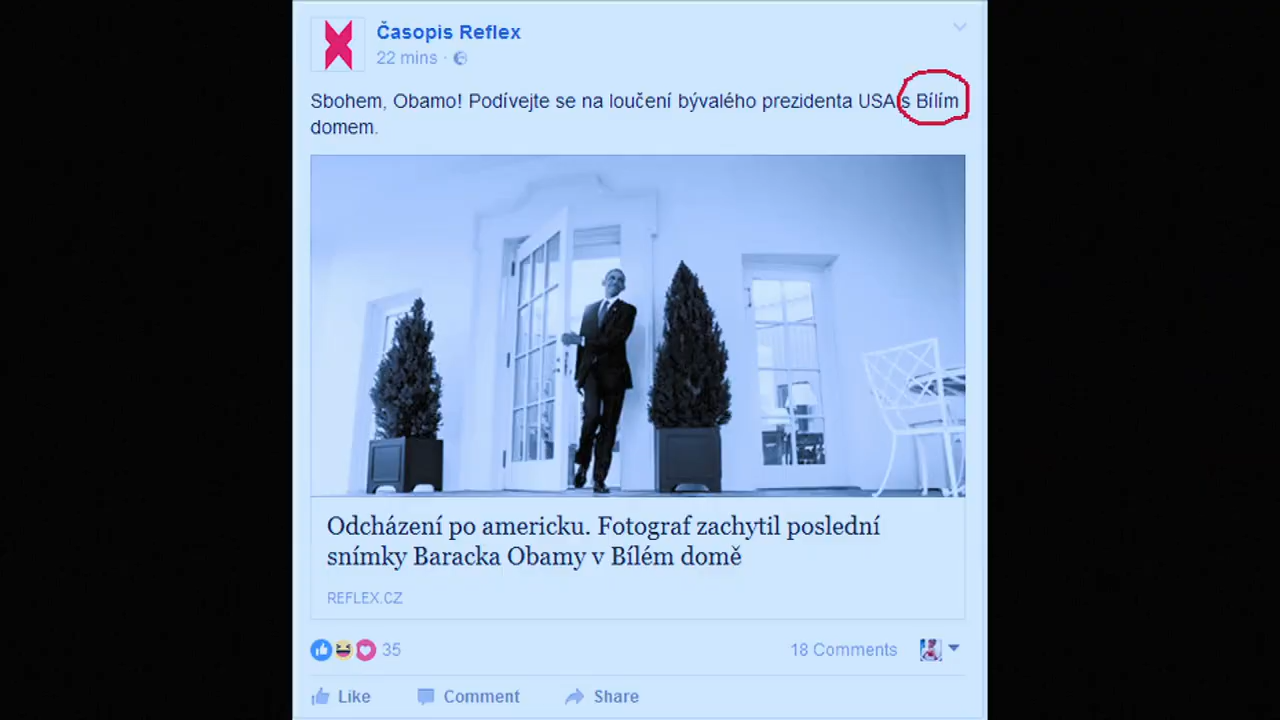 Časopis Reflex
22 mins ·
Sbohem, Obamo! Podívejte se na loučení bývalého prezidenta USA s Bílím
domem.
Odcházení po americku. Fotograf zachytil poslední
snímky Baracka Obamy v Bílém domě
REFLEX.CZ
35
18 Comments
Like Comment Share